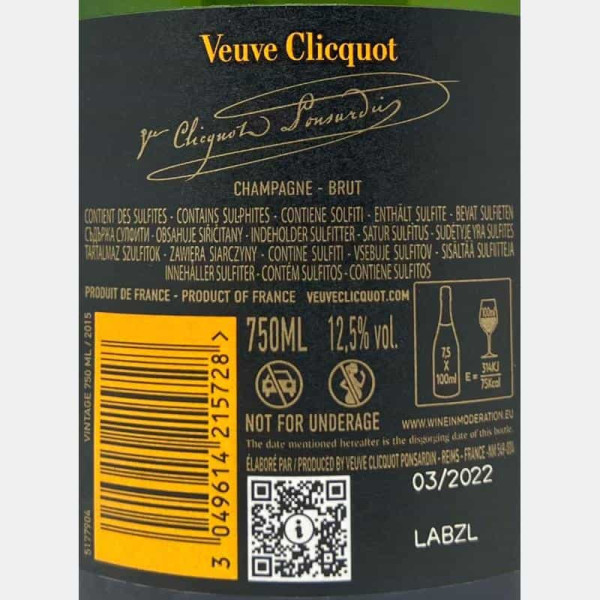 Veuve Clicquot
Vve Clicquot Ponsardin
CHAMPAGNE - BRUT
CONTIENT DES SULFITES - CONTAINS SULPHITES - CONTIENE SOLFITI - ENTHÄLT SULFITE - BEVAT SULFIETEN
СЪДЪРЖА СУЛФИТИ - OBSAHUJE SIŘIČITANY - INDEHOLDER SULFITTER - SATUR SULFĪTUS - SUDĖTYJE YRA SULFITŲ
TARTALMAZ SZULFITOK - ZAWIERA SIARCZYNY - CONȚINE SULFIȚI - VSEBUJE SULFITOV - SISÄLTÄÄ SULFIITTEJA
INNEHÅLLER SULFITER - CONTÉM SULFITOS - CONTIENE SULFITOS
PRODUIT DE FRANCE - PRODUCT OF FRANCE VEUVECLICQUOT.COM
750ML 12,5% vol.
7,5
X
100ml
100ml
E =
314KJ
75Kcal
NOT FOR UNDERAGE
WWW.WINEINMODERATION.EU
The date mentioned hereafter is the disgorging date of this bottle.
ÉLABORÉ PAR / PRODUCED BY VEUVE CLICQUOT PONSARDIN - REIMS - FRANCE -
03/2022
LABZL
VINTAGE 750 ML / 2015
5177904
3 049614 215728 >